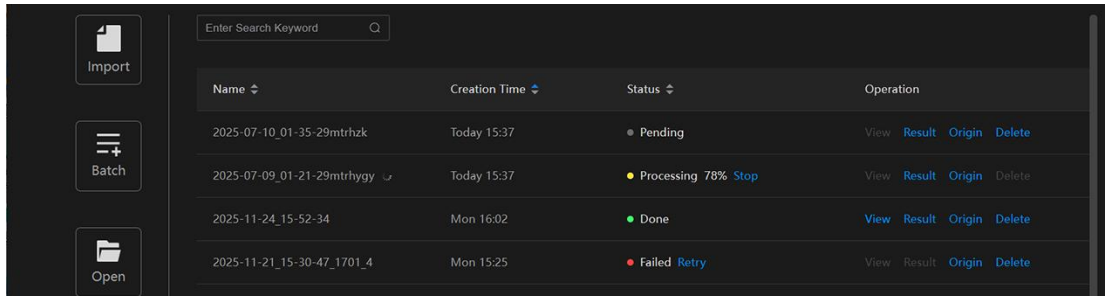 Import
Batch
Open
Enter Search Keyword
Name Creation Time Status Operation
2025-07-10_01-35-29mtrhzk Today 15:37 Pending View Result Origin Delete
2025-07-09_01-21-29mtrhygy Today 15:37 Processing 78% Stop View Result Origin Delete
2025-11-24_15-52-34 Mon 16:02 Done View Result Origin Delete
2025-11-21_15-30-47_1701_4 Mon 15:25 Failed Retry View Result Origin Delete